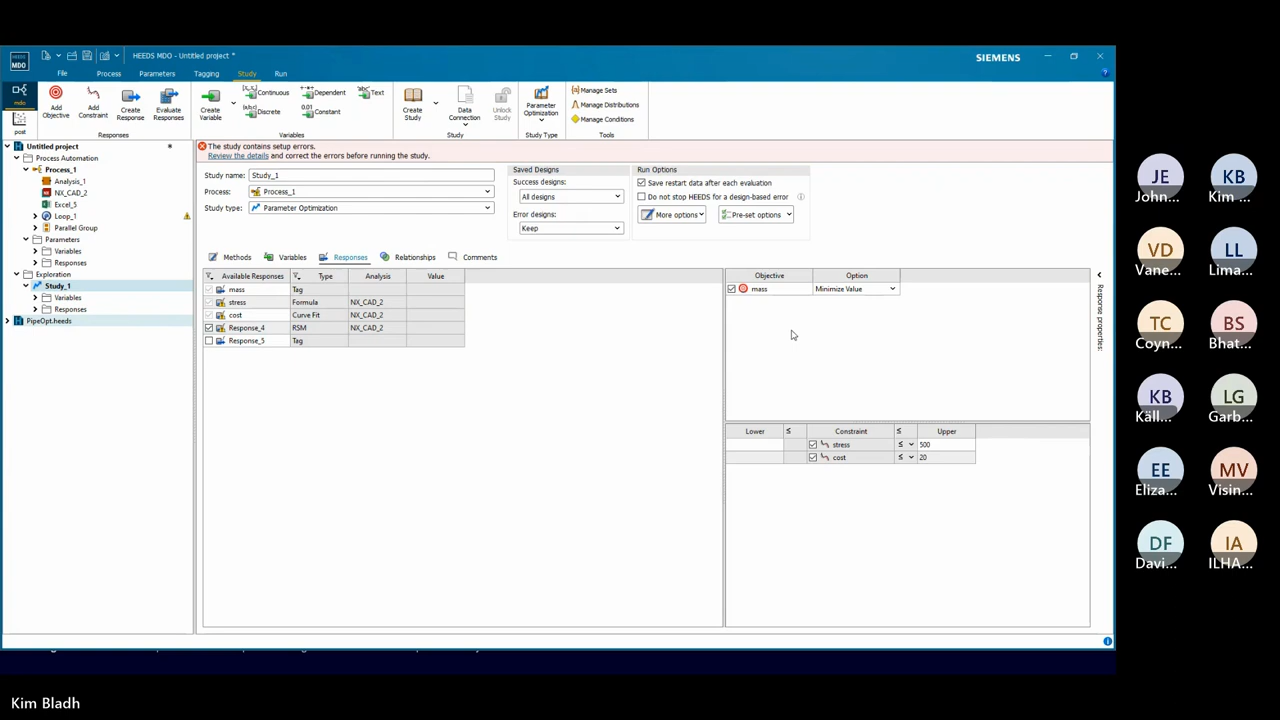 HEEDS MDO
HEEDS MDO - Untitled project *
SIEMENS
File
Process
Parameters
Tagging
Study
Run
mdo
post
Add Objective
Add Constraint
Create Response
Evaluate Responses
Responses
Create Variable
Continuous
Discrete
Dependent
Constant
Text
Variables
Create Study
Data Connection
Unlock Study
Study
Parameter Optimization
Study Type
Manage Sets
Manage Distributions
Manage Conditions
Tools
Untitled project *
Process Automation
Process_1
Analysis_1
NX_CAD_2
Excel_5
Loop_1
Parallel Group
Parameters
Variables
Responses
Exploration
Study_1
Variables
Responses
PipeOpt.heeds
The study contains setup errors.
Review the details and correct the errors before running the study.
Study name: Study_1
Process: Process_1
Study type: Parameter Optimization
Saved Designs
Success designs:
All designs
Error designs:
Keep
Run Options
Save restart data after each evaluation
Do not stop HEEDS for a design-based error
More options
Pre-set options
Methods
Variables
Responses
Relationships
Comments
Available Responses Type Analysis Value
mass Tag
stress Formula NX_CAD_2
cost Curve Fit NX_CAD_2
Response_4 RSM NX_CAD_2
Response_5 Tag
Objective Option
mass Minimize Value
Response properties:
Lower ≤ Constraint ≤ Upper
stress ≤ 500
cost ≤ 20
JE KB
John... Kim ...
VD LL
Vane... Lima...
TC BS
Coyn... Bhat...
KB LG
Käll... Garb...
EE MV
Eliza... Visin...
DF IA
Davi... ILHA...
Kim Bladh